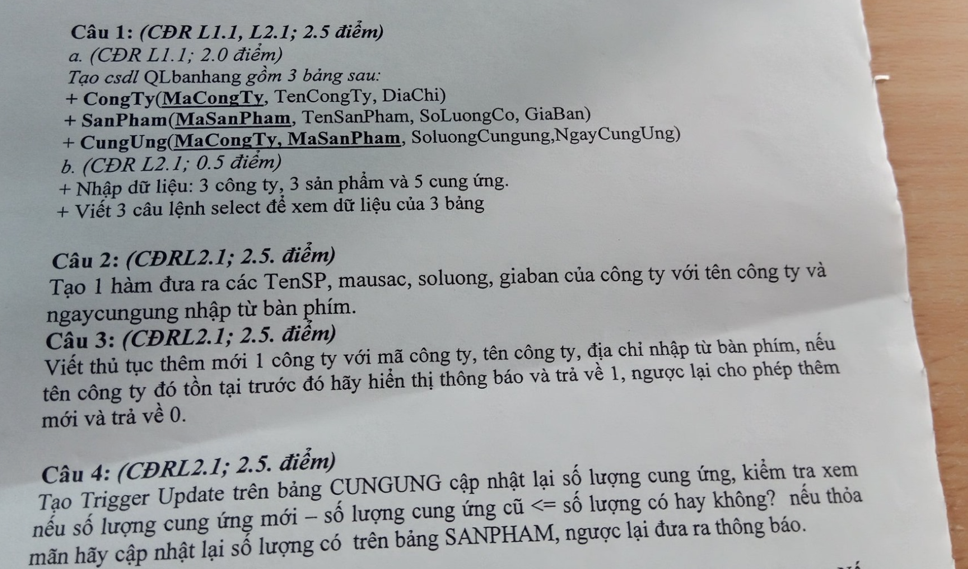 Câu 1: (CĐR L1.1, L2.1; 2.5 điểm)
a. (CĐR L1.1; 2.0 điểm)
Tạo csdl QLbanhang gồm 3 bảng sau:
+ CongTy(MaCongTy, TenCongTy, DiaChi)
+ SanPham(MaSanPham, TenSanPham, SoLuongCo, GiaBan)
+ CungUng(MaCongTy, MaSanPham, SoluongCungung,NgayCungUng)
b. (CĐR L2.1; 0.5 điểm)
+ Nhập dữ liệu: 3 công ty, 3 sản phẩm và 5 cung ứng.
+ Viết 3 câu lệnh select để xem dữ liệu của 3 bảng
Câu 2: (CĐRL2.1; 2.5. điểm)
Tạo 1 hàm đưa ra các TenSP, mausac, soluong, giaban của công ty với tên công ty và
ngaycungung nhập từ bàn phím.
Câu 3: (CĐRL2.1; 2.5. điểm)
Viết thủ tục thêm mới 1 công ty với mã công ty, tên công ty, địa chỉ nhập từ bàn phím, nếu
tên công ty đó tồn tại trước đó hãy hiển thị thông báo và trả về 1, ngược lại cho phép thêm
mới và trả về 0.
Câu 4: (CĐRL2.1; 2.5. điểm)
Tạo Trigger Update trên bảng CUNGUNG cập nhật lại số lượng cung ứng, kiểm tra xem
nếu số lượng cung ứng mới – số lượng cung ứng cũ <= số lượng có hay không? nếu thỏa
mãn hãy cập nhật lại số lượng có trên bảng SANPHAM, ngược lại đưa ra thông báo.